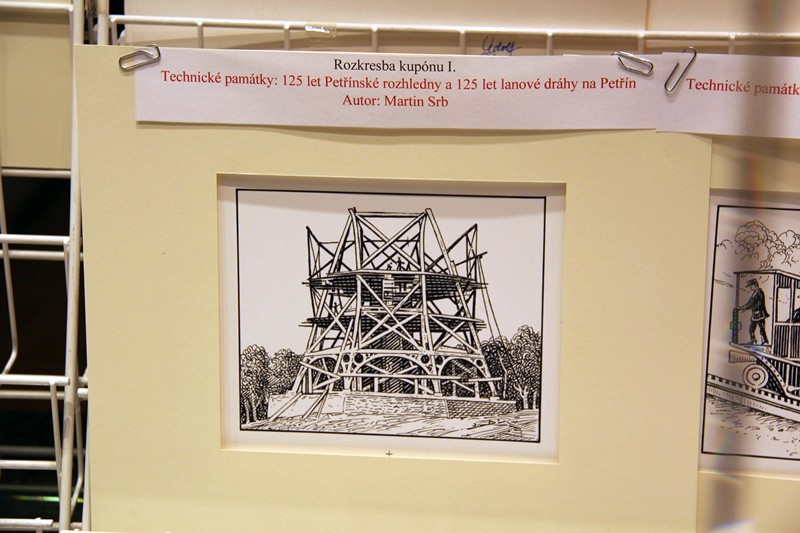 Adolf
Rozkresba kupónu I.
Technické památky: 125 let Petřínské rozhledny a 125 let lanové dráhy na Petřín
Autor: Martin Srb
Technické památk